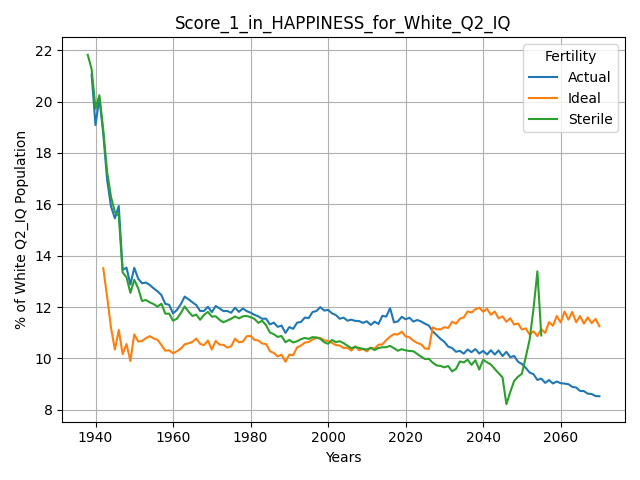 Score_1_in_HAPPINESS_for_White_Q2_IQ
Fertility
Actual
Ideal
Sterile
% of White Q2_IQ Population
22
20
18
16
14
12
10
8
1940
1960
1980
2000
2020
2040
2060
Years